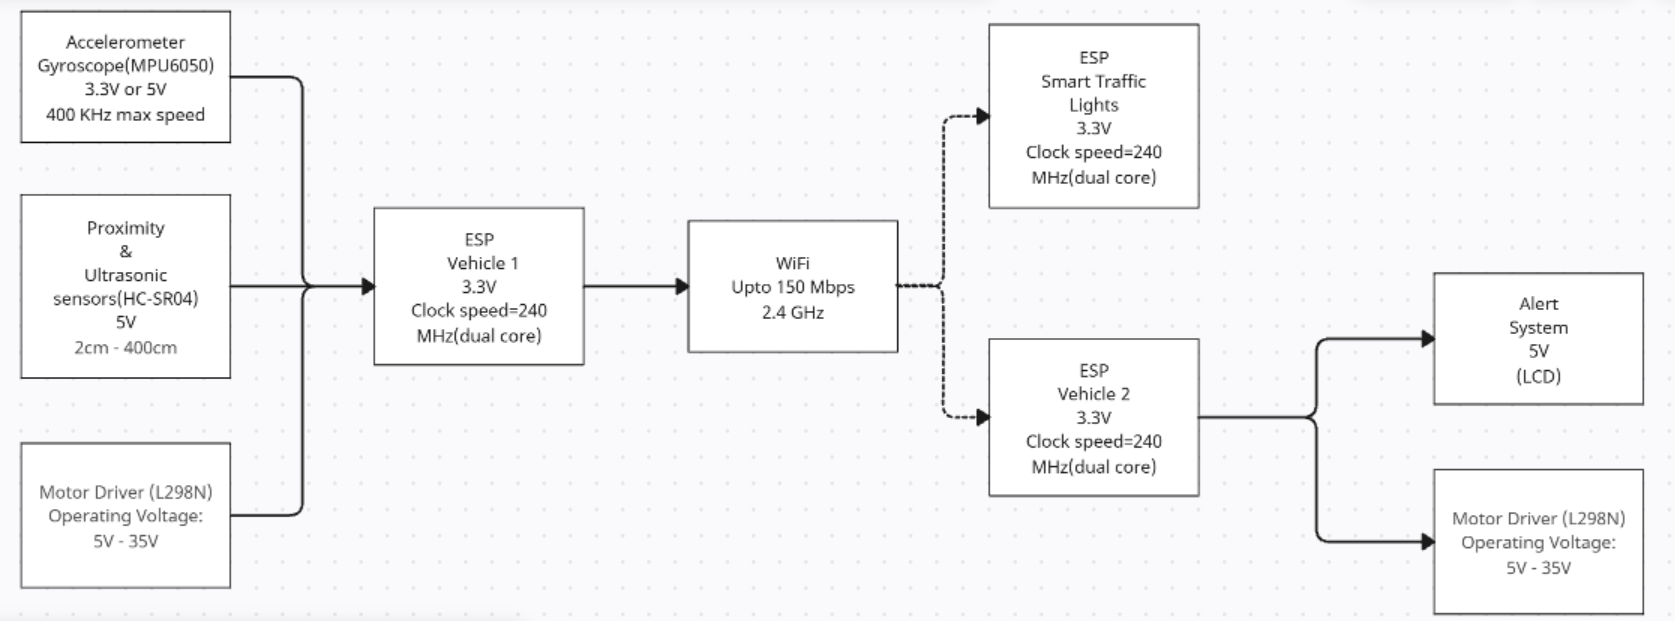 Accelerometer
Gyroscope(MPU6050)
3.3V or 5V
400 KHz max speed
Proximity
&
Ultrasonic
sensors(HC-SR04)
5V
2cm - 400cm
Motor Driver (L298N)
Operating Voltage:
5V - 35V
ESP
Vehicle 1
3.3V
Clock speed=240
MHz(dual core)
WiFi
Upto 150 Mbps
2.4 GHz
ESP
Smart Traffic
Lights
3.3V
Clock speed=240
MHz(dual core)
ESP
Vehicle 2
3.3V
Clock speed=240
MHz(dual core)
Alert
System
5V
(LCD)
Motor Driver (L298N)
Operating Voltage:
5V - 35V